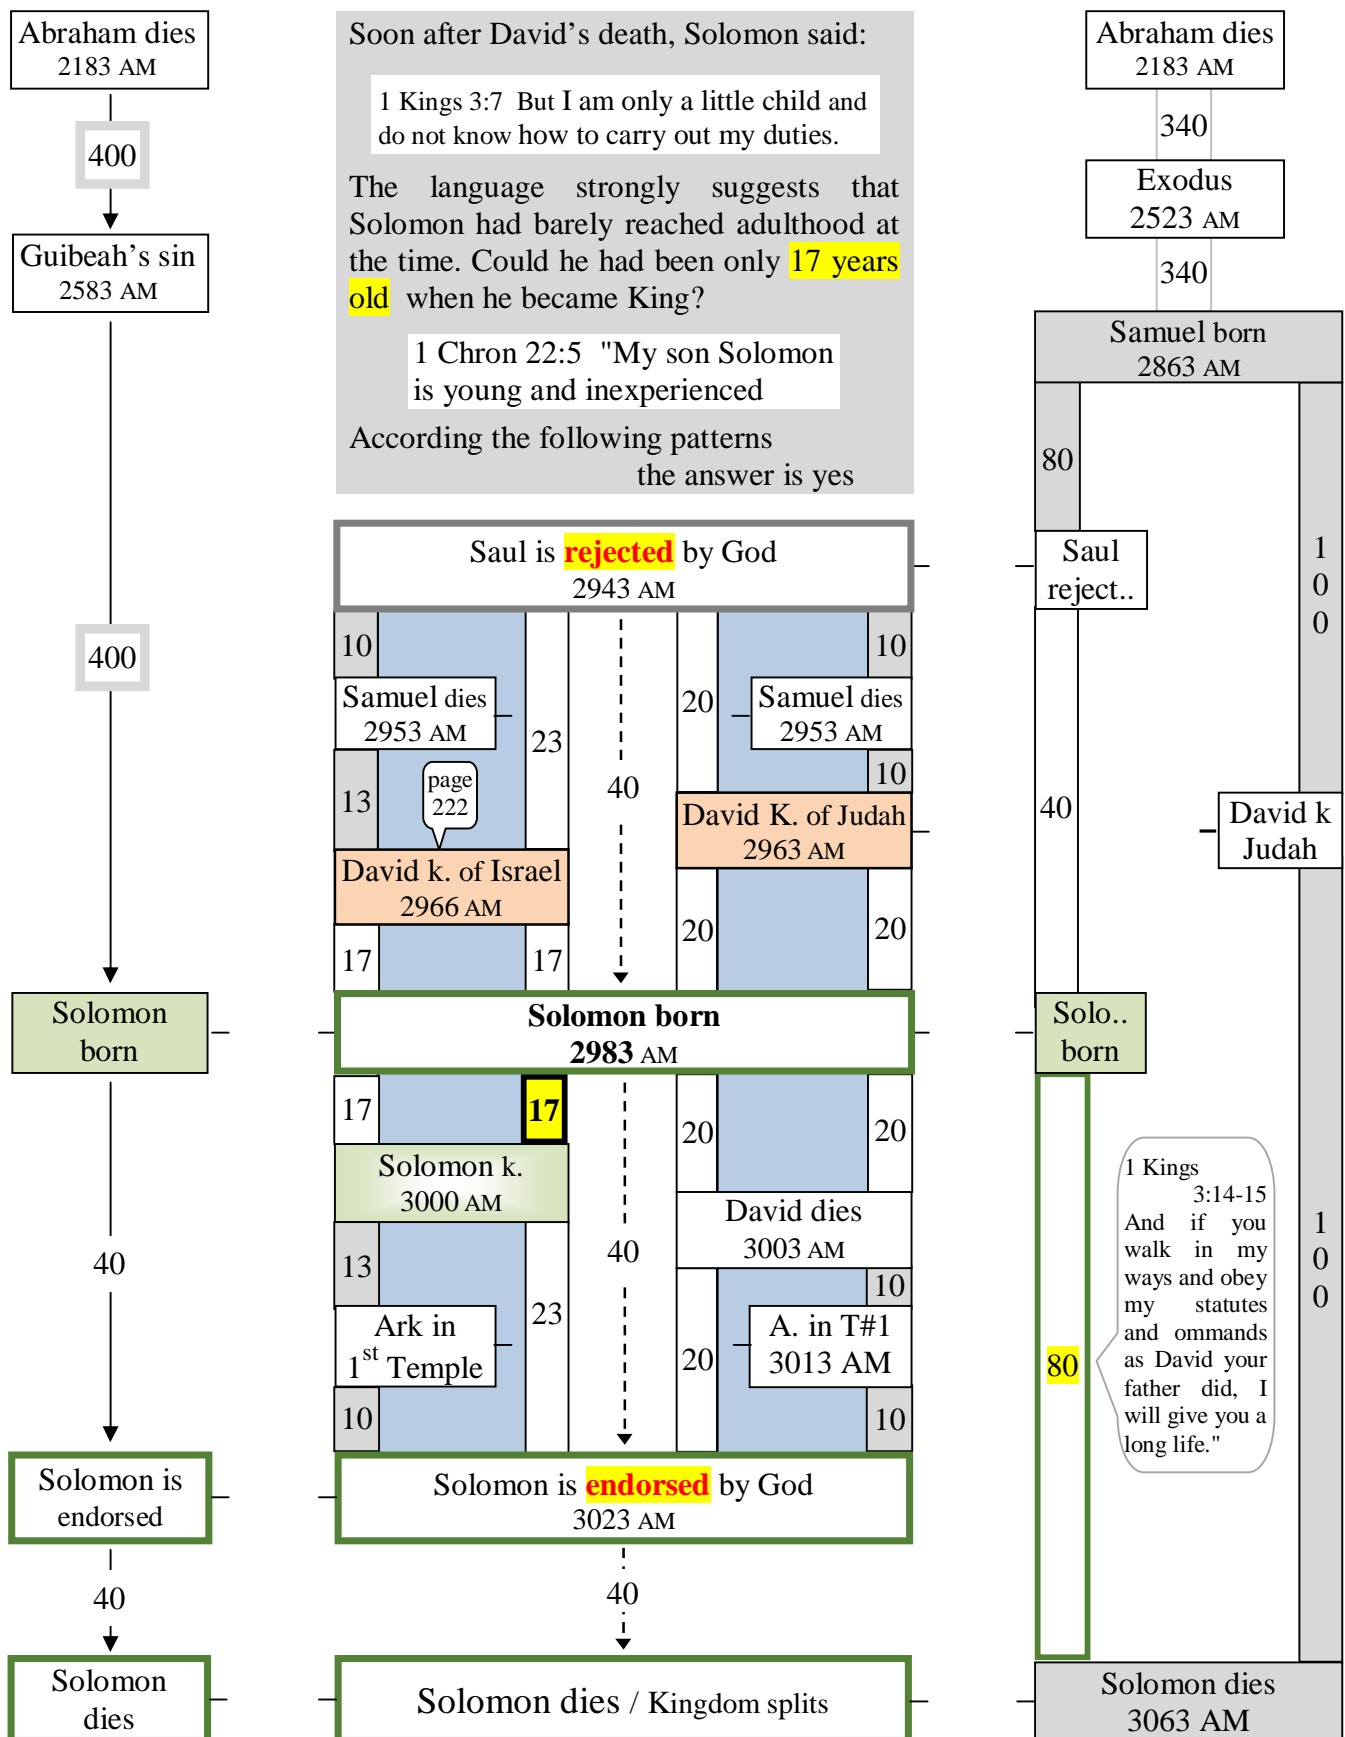 Abraham dies
2183 AM
400
Guibeah's sin
2583 AM
400
Solomon
born
40
Solomon is
endorsed
40
Solomon
dies
Soon after David's death, Solomon said:
1 Kings 3:7 But I am only a little child and
do not know how to carry out my duties.
The language strongly suggests that
Solomon had barely reached adulthood at
the time. Could he had been only 17 years
old when he became King?
1 Chron 22:5 "My son Solomon
is young and inexperienced
According the following patterns
the answer is yes
Saul is rejected by God
2943 AM
10
Samuel dies
2953 AM
13
page
222
23
David k. of Israel
2966 AM
17
17
40
20
10
Samuel dies
2953 AM
10
David K. of Judah
2963 AM
20
20
Solomon born
2983 AM
17
17
Solomon k.
3000 AM
13
23
Ark in
1st Temple
10
40
20
20
David dies
3003 AM
10
20
A. in T#1
3013 AM
10
Solomon is endorsed by God
3023 AM
40
Solomon dies / Kingdom splits
Abraham dies
2183 AM
340
Exodus
2523 AM
340
Samuel born
2863 AM
80
Saul
reject..
1
0
0
40
David k
Judah
Solo..
born
80
1 Kings
3:14-15
And if you
walk in my
ways and obey
my statutes
and ommands
as David your
father did, I
will give you a
long life."
1
0
0
Solomon dies
3063 AM